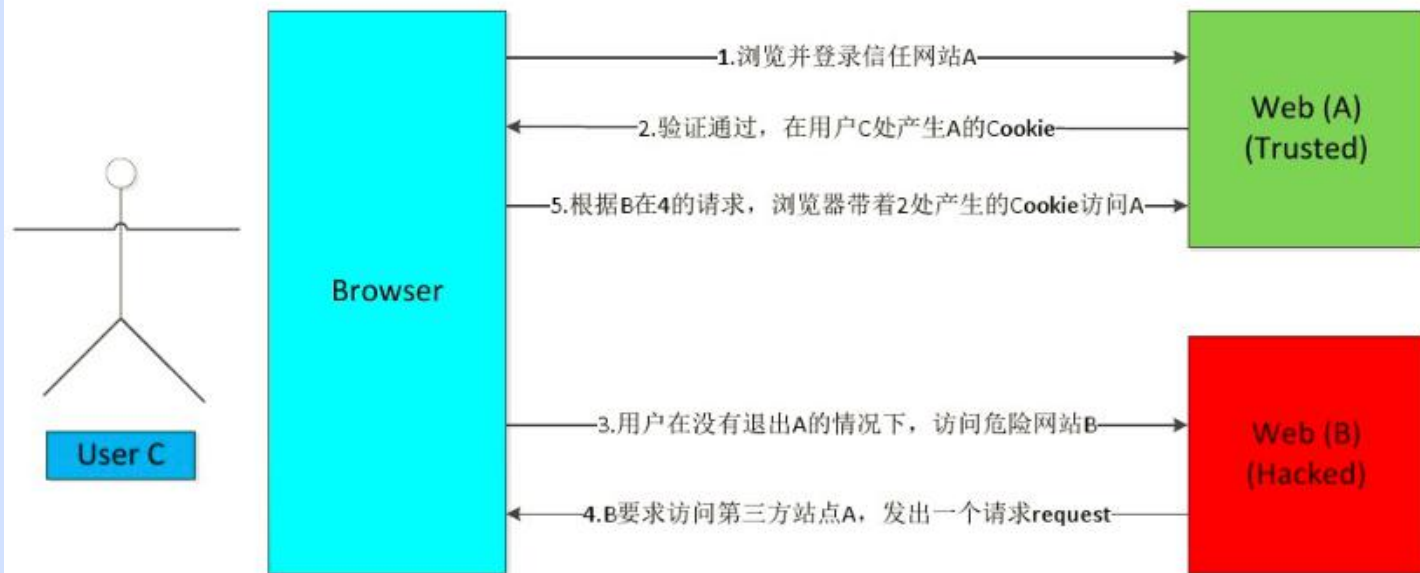 1.浏览并登录信任网站A
2.验证通过，在用户C处产生A的Cookie
Web (A)
(Trusted)
5.根据B在4的请求，浏览器带着2处产生的Cookie访问A
Browser
3.用户在没有退出A的情况下，访问危险网站B
Web (B)
(Hacked)
User C
4.B要求访问第三方站点A，发出一个请求request